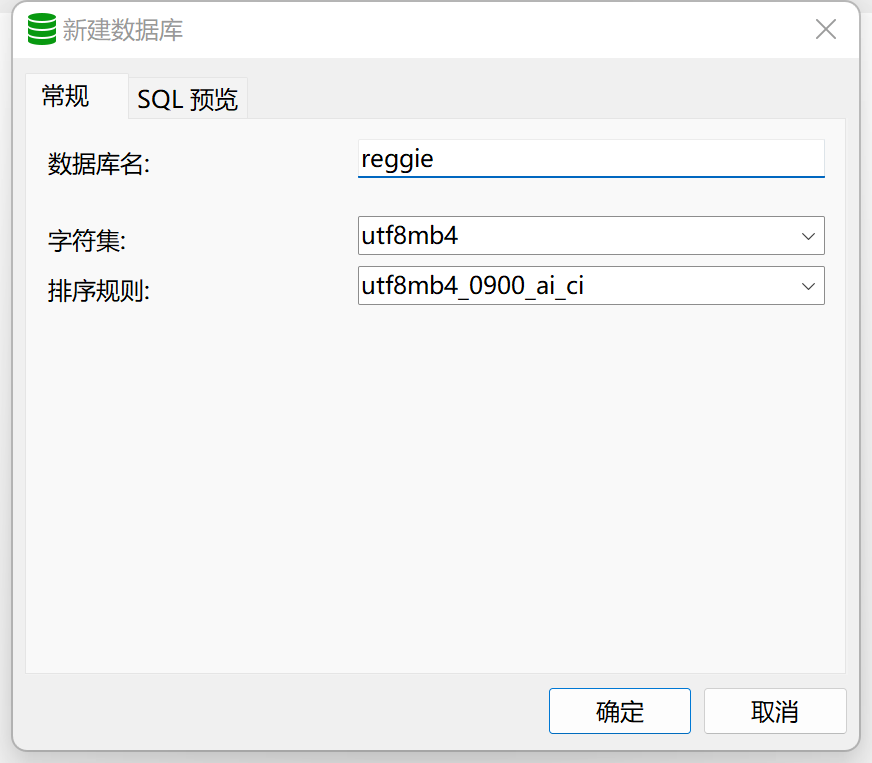 新建数据库
常规
SQL 预览
数据库名:
reggie
字符集:
utf8mb4
排序规则:
utf8mb4_0900_ai_ci
确定
取消